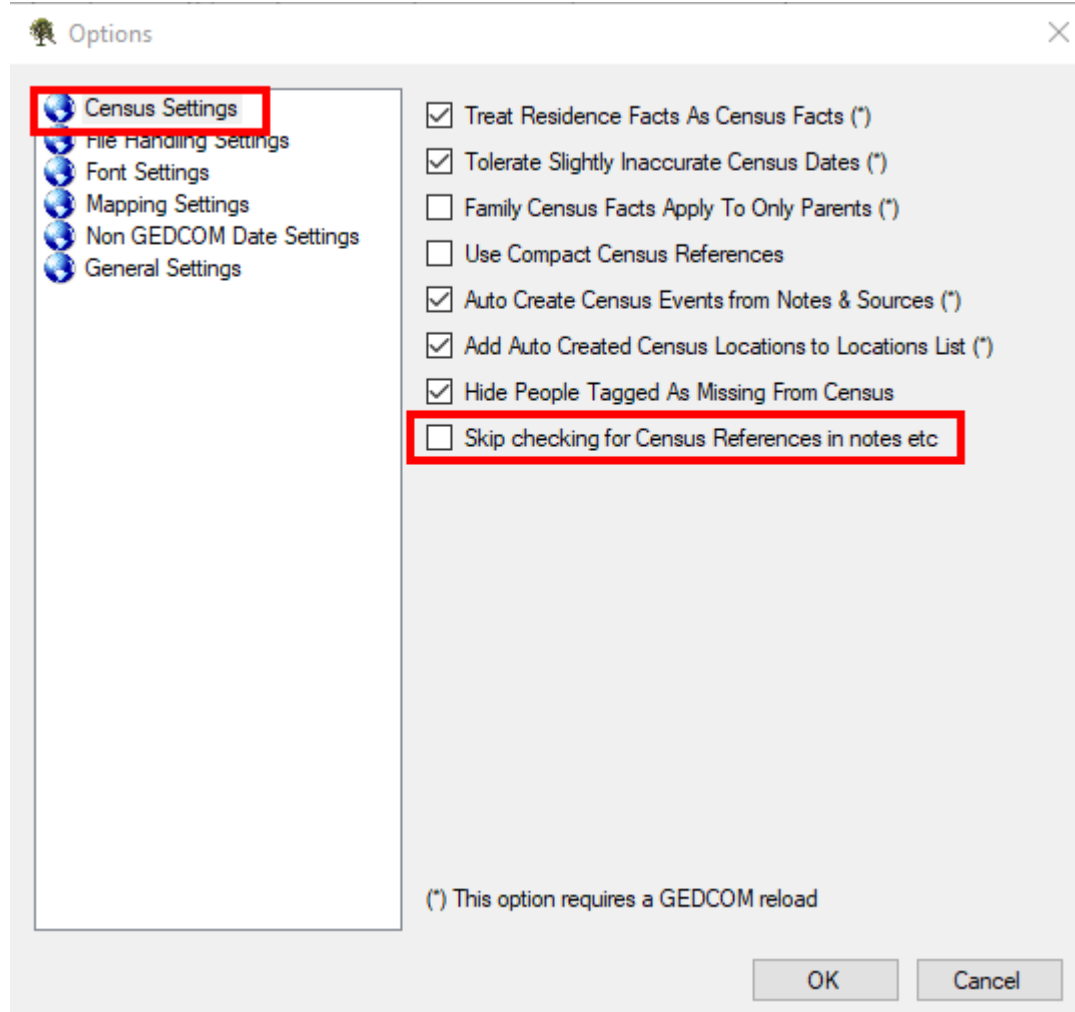 Options
Census Settings
File Handling Settings
Font Settings
Mapping Settings
Non GEDCOM Date Settings
General Settings
Treat Residence Facts As Census Facts (*)
Tolerate Slightly Inaccurate Census Dates (*)
Family Census Facts Apply To Only Parents (*)
Use Compact Census References
Auto Create Census Events from Notes & Sources (*)
Add Auto Created Census Locations to Locations List (*)
Hide People Tagged As Missing From Census
Skip checking for Census References in notes etc
(*) This option requires a GEDCOM reload
OK
Cancel